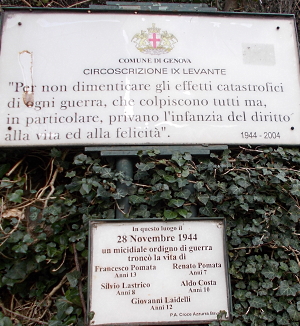 COMUNE DI GENOVA
CIRCOSCRIZIONE IX LEVANTE
"Per non dimenticare gli effetti catastrofici
di ogni guerra, che colpiscono tutti ma,
in particolare, privano l'infanzia del diritto
alla vita ed alla felicità".
1944 - 2004
In questo luogo il
28 Novembre 1944
un micidiale ordigno di guerra
troncò la vita di
Francesco Pomata Renato Pomata
Anni 13 Anni 7
Silvio Lastrico Aldo Costa
Anni 8 Anni 10
Giovanni Laidelli
Anni 12
P.A. Croce Azzurra